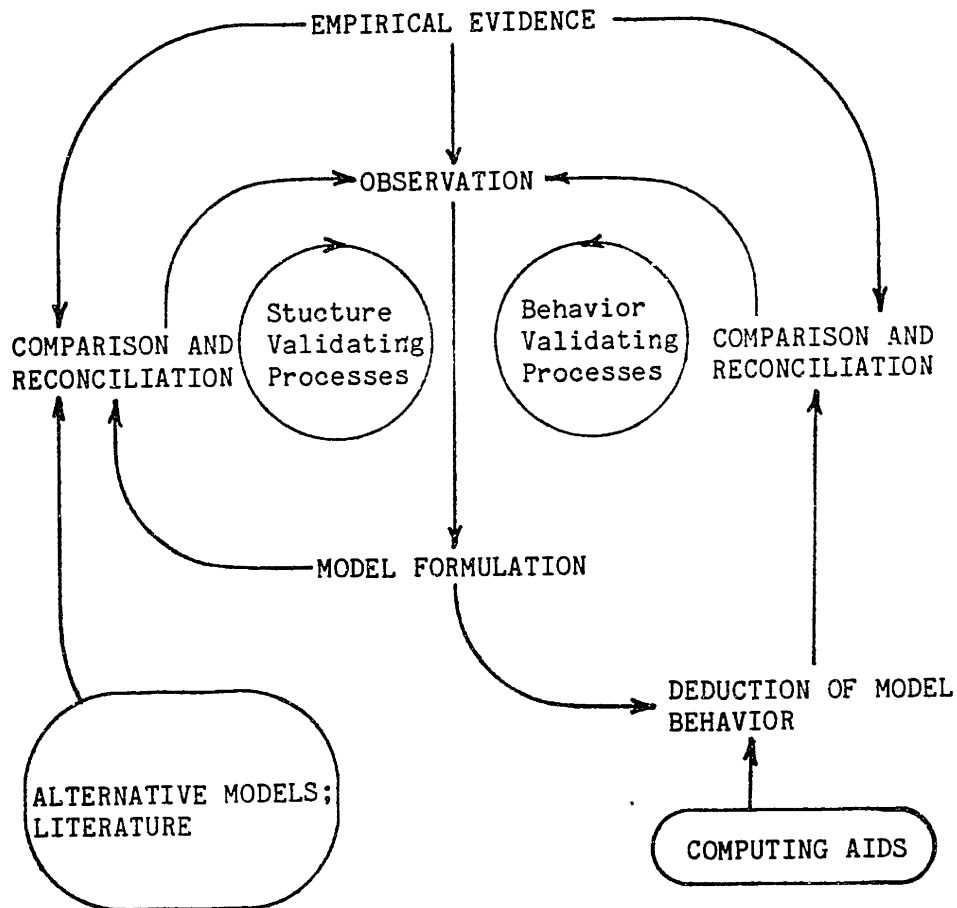 EMPIRICAL EVIDENCE
OBSERVATION
Stucture
Validating
Processes
Behavior
Validating
Processes
COMPARISON AND
RECONCILIATION
COMPARISON AND
RECONCILIATION
MODEL FORMULATION
DEDUCTION OF MODEL
BEHAVIOR
ALTERNATIVE MODELS;
LITERATURE
COMPUTING AIDS